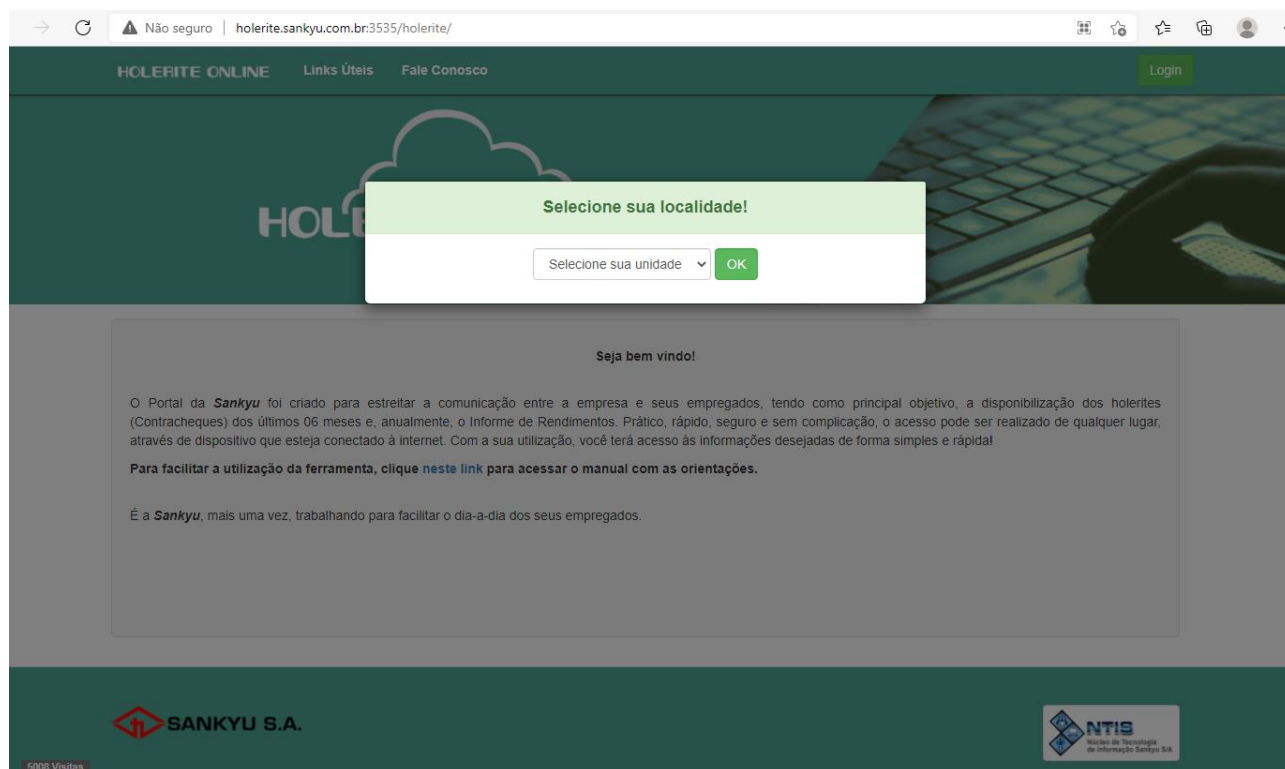 Não seguro | holerite.sankyu.com.br:3535/holerite/
HOLERITE ONLINE Links Úteis Fale Conosco Login
Selecione sua localidade!
Selecione sua unidade OK
Seja bem vindo!
O Portal da Sankyu foi criado para estreitar a comunicação entre a empresa e seus empregados, tendo como principal objetivo, a disponibilização dos holerites
(Contracheques) dos últimos 06 meses e, anualmente, o Informe de Rendimentos. Prático, rápido, seguro e sem complicação, o acesso pode ser realizado de qualquer lugar,
através de dispositivo que esteja conectado à internet. Com a sua utilização, você terá acesso às informações desejadas de forma simples e rápida!
Para facilitar a utilização da ferramenta, clique neste link para acessar o manual com as orientações.
É a Sankyu, mais uma vez, trabalhando para facilitar o dia-a-dia dos seus empregados.
SANKYU S.A.
NTIS
Núcleo de Tecnologia
de Informação Sankyu S/A
5008 Visitas